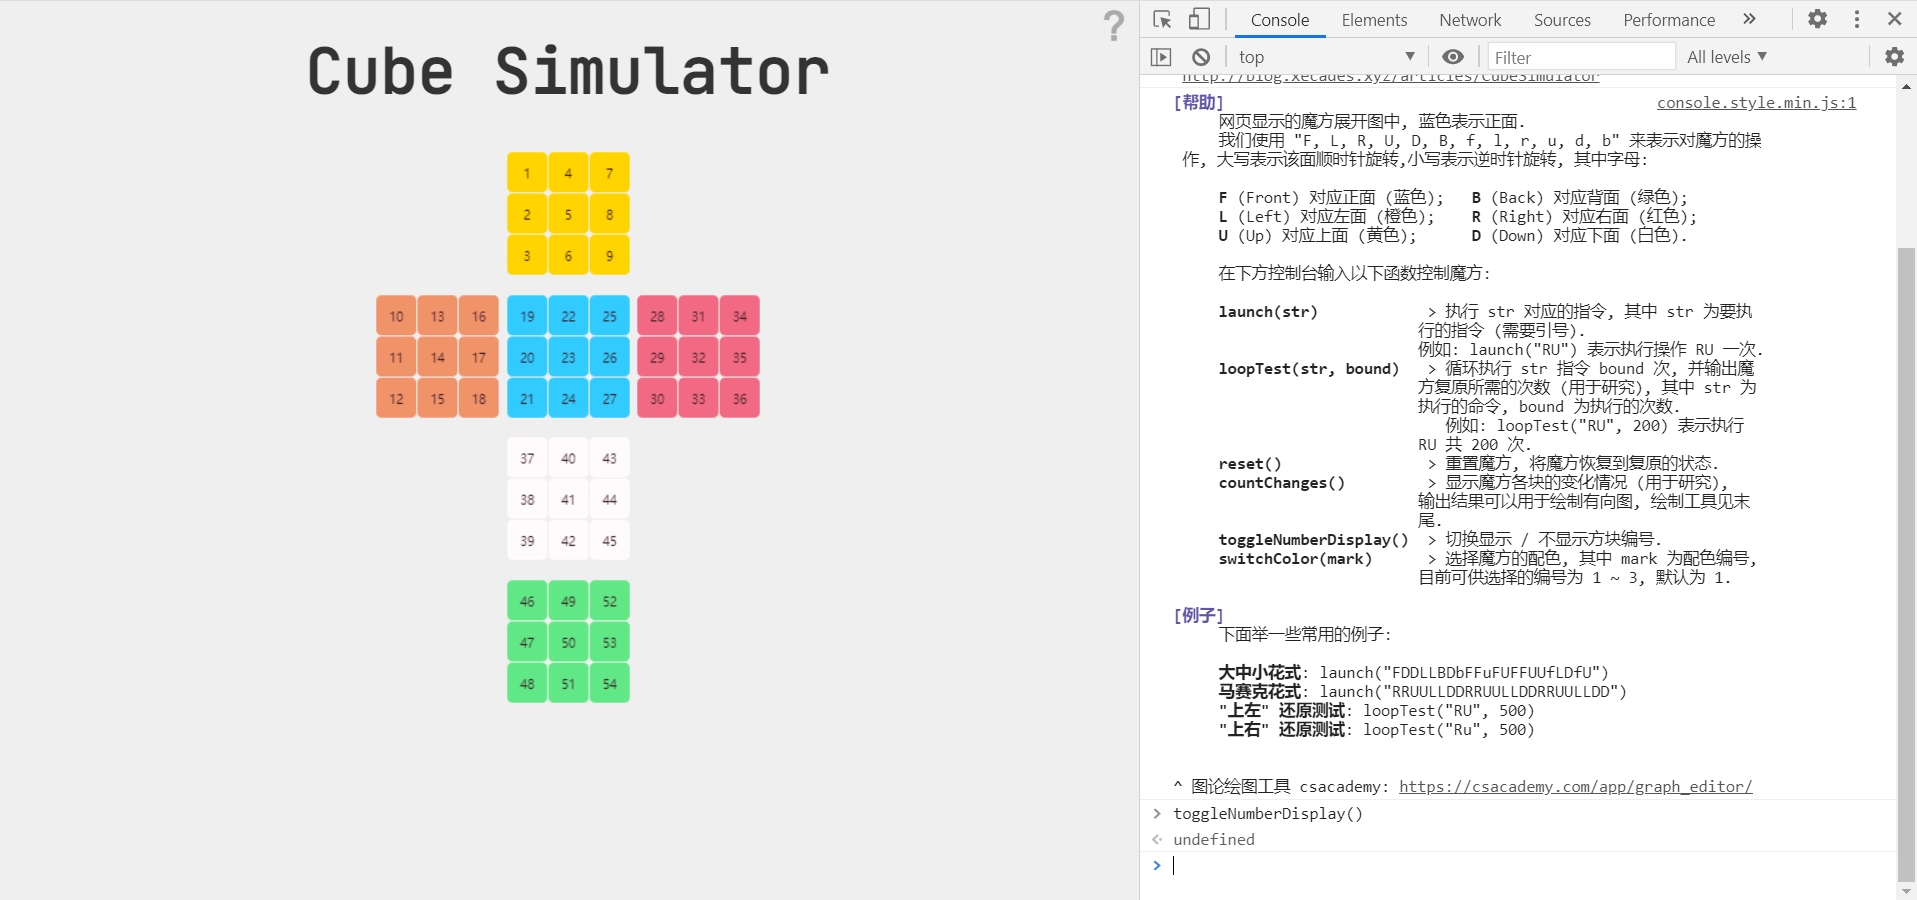 ?
Cube Simulator
1 4 7
2 5 8
3 6 9
10 13 16 19 22 25 28 31 34
11 14 17 20 23 26 29 32 35
12 15 18 21 24 27 30 33 36
37 40 43
38 41 44
39 42 45
46 49 52
47 50 53
48 51 54
Console Elements Network Sources Performance »
top Filter All levels
http://blog.xecades.xyz/articles/CubeSimulator
[帮助] console.style.min.js:1
网页显示的魔方展开图中, 蓝色表示正面.
我们使用 "F, L, R, U, D, B, f, l, r, u, d, b" 来表示对魔方的操
作, 大写表示该面顺时针旋转,小写表示逆时针旋转, 其中字母:
F (Front) 对应正面 (蓝色); B (Back) 对应背面 (绿色);
L (Left) 对应左面 (橙色); R (Right) 对应右面 (红色);
U (Up) 对应上面 (黄色); D (Down) 对应下面 (白色).
在下方控制台输入以下函数控制魔方:
launch(str) > 执行 str 对应的指令, 其中 str 为要执
行的指令 (需要引号).
例如: launch("RU") 表示执行操作 RU 一次.
loopTest(str, bound) > 循环执行 str 指令 bound 次, 并输出魔
方复原所需的次数 (用于研究), 其中 str 为
执行的命令, bound 为执行的次数.
例如: loopTest("RU", 200) 表示执行
RU 共 200 次.
reset() > 重置魔方, 将魔方恢复到复原的状态.
countChanges() > 显示魔方各块的变化情况 (用于研究),
输出结果可以用于绘制有向图, 绘制工具见末
尾.
toggleNumberDisplay() > 切换显示 / 不显示方块编号.
switchColor(mark) > 选择魔方的配色, 其中 mark 为配色编号,
目前可供选择的编号为 1 ~ 3, 默认为 1.
[例子]
下面举一些常用的例子:
大中小花式: launch("FDDLLBDbFFuFUFFUUfLDfU")
马赛克花式: launch("RRUULLDDRRUULLDDRRUULLDD")
"上左" 还原测试: loopTest("RU", 500)
"上右" 还原测试: loopTest("Ru", 500)
^ 图论绘图工具 csacademy: https://csacademy.com/app/graph_editor/
> toggleNumberDisplay()
undefined
>